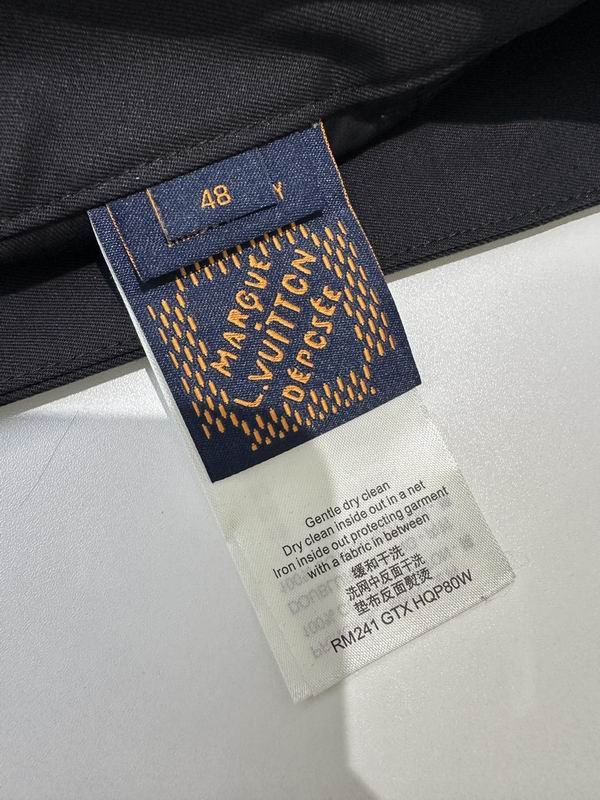 48
Y
MARQUE
L.VUITTON
DEPOSÉE
Gentle dry clean
Dry clean inside out in a net
Iron inside out protecting garment
with a fabric in between
缓和干洗
洗网中反面干洗
垫布反面熨烫
RM241 GTX HQP80W